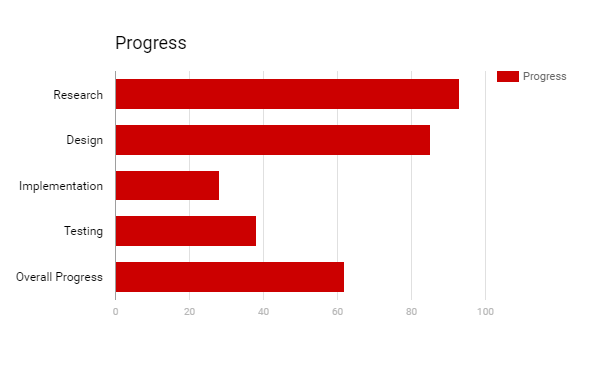 Progress
Progress
Research
Design
Implementation
Testing
Overall Progress
0 20 40 60 80 100